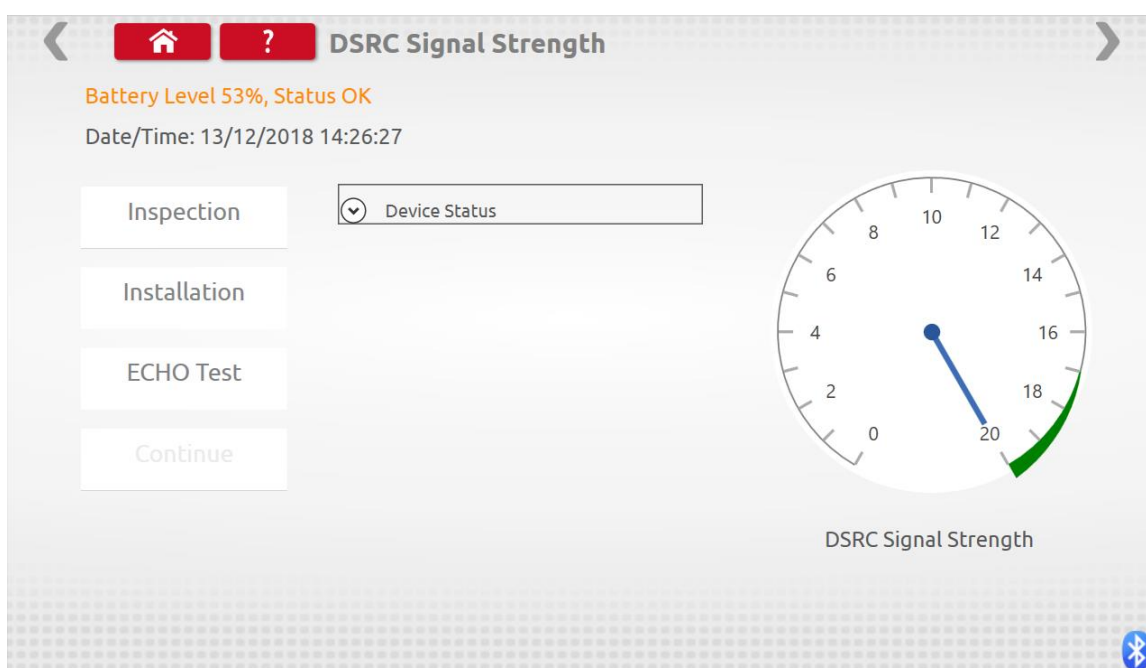 ? DSRC Signal Strength
Battery Level 53%, Status OK
Date/Time: 13/12/2018 14:26:27
Inspection
Device Status
Installation
ECHO Test
Continue
0
2
4
6
8
10
12
14
16
18
20
DSRC Signal Strength